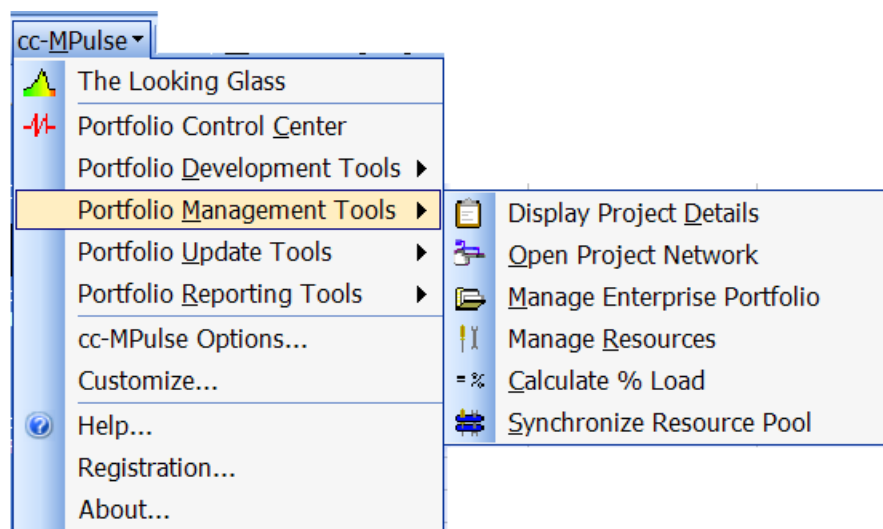 cc-MPulse
The Looking Glass
Portfolio Control Center
Portfolio Development Tools
Portfolio Management Tools
Portfolio Update Tools
Portfolio Reporting Tools
cc-MPulse Options...
Customize...
Help...
Registration...
About...
Display Project Details
Open Project Network
Manage Enterprise Portfolio
Manage Resources
= % Calculate % Load
Synchronize Resource Pool